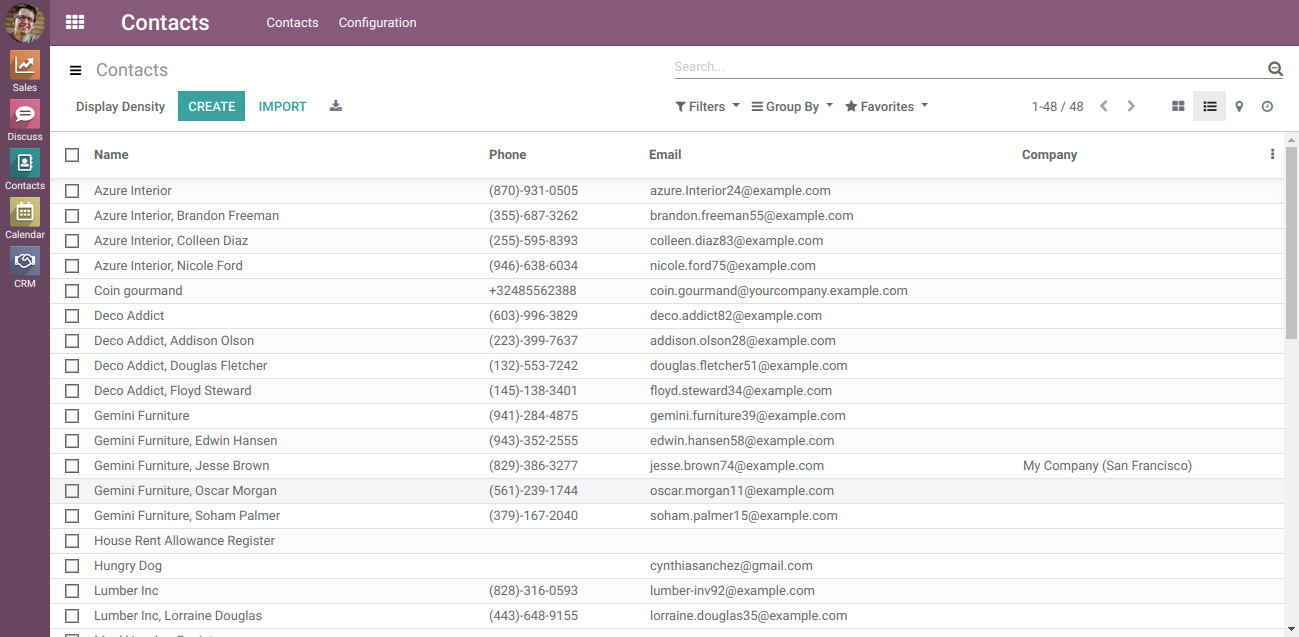 Contacts Contacts Configuration
Sales
Discuss
Contacts
Calendar
CRM
Contacts Search...
Display Density CREATE IMPORT Filters Group By Favorites 1-48 / 48
Name Phone Email Company
Azure Interior (870)-931-0505 azure.Interior24@example.com
Azure Interior, Brandon Freeman (355)-687-3262 brandon.freeman55@example.com
Azure Interior, Colleen Diaz (255)-595-8393 colleen.diaz83@example.com
Azure Interior, Nicole Ford (946)-638-6034 nicole.ford75@example.com
Coin gourmand +32485562388 coin.gourmand@yourcompany.example.com
Deco Addict (603)-996-3829 deco.addict82@example.com
Deco Addict, Addison Olson (223)-399-7637 addison.olson28@example.com
Deco Addict, Douglas Fletcher (132)-553-7242 douglas.fletcher51@example.com
Deco Addict, Floyd Steward (145)-138-3401 floyd.steward34@example.com
Gemini Furniture (941)-284-4875 gemini.furniture39@example.com
Gemini Furniture, Edwin Hansen (943)-352-2555 edwin.hansen58@example.com
Gemini Furniture, Jesse Brown (829)-386-3277 jesse.brown74@example.com My Company (San Francisco)
Gemini Furniture, Oscar Morgan (561)-239-1744 oscar.morgan11@example.com
Gemini Furniture, Soham Palmer (379)-167-2040 soham.palmer15@example.com
House Rent Allowance Register
Hungry Dog cynthiasanchez@gmail.com
Lumber Inc (828)-316-0593 lumber-inv92@example.com
Lumber Inc, Lorraine Douglas (443)-648-9155 lorraine.douglas35@example.com